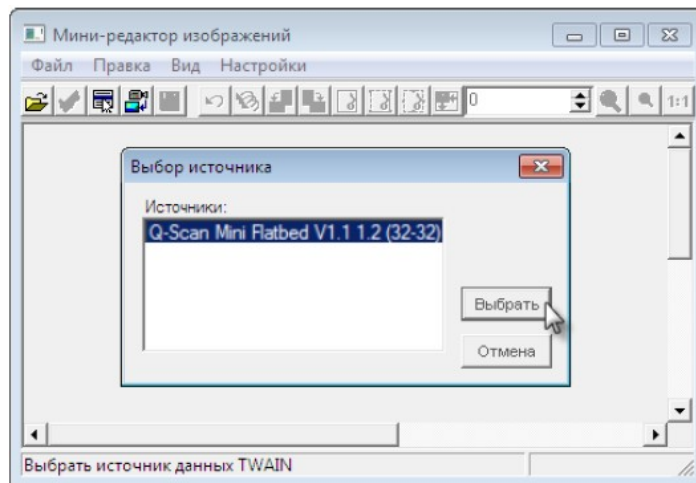 Мини-редактор изображений
Файл Правка Вид Настройки
0
1:1
Выбор источника
Источники:
Q-Scan Mini Flatbed V1.1 1.2 (32-32)
Выбрать
Отмена
Выбрать источник данных TWAIN